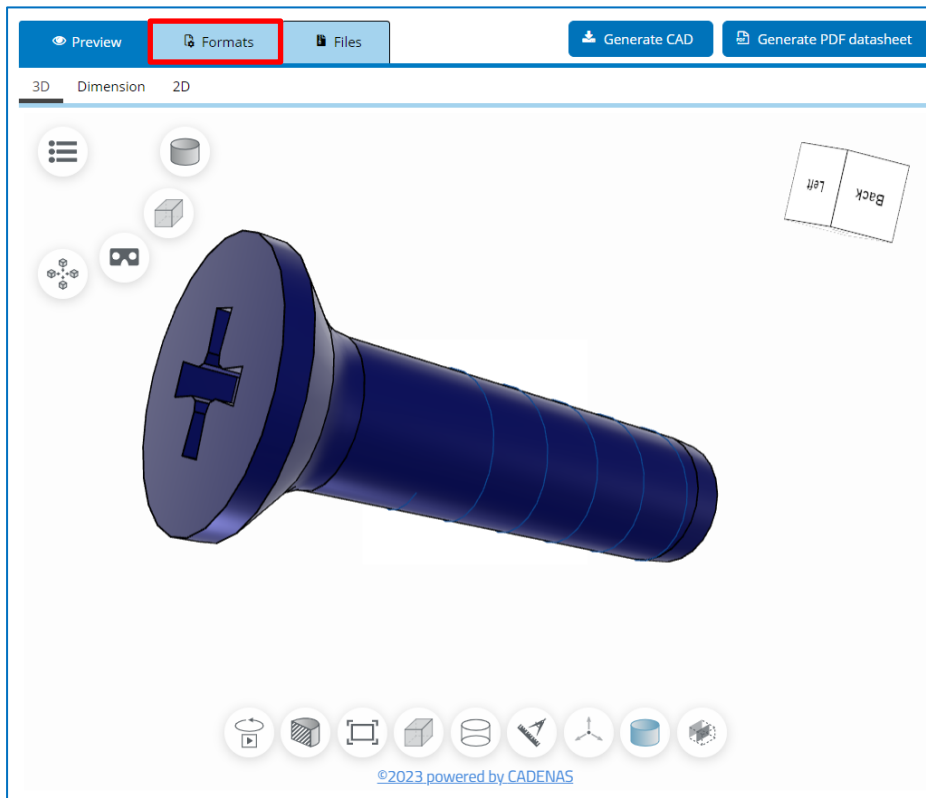 Preview Formats Files Generate CAD Generate PDF datasheet
3D Dimension 2D
Left Back
©2023 powered by CADENAS